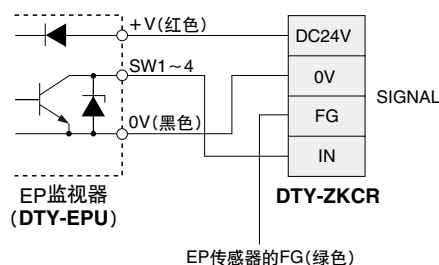 +V(红色)
SW1~4
0V(黑色)
EP监视器
(DTY-EPU)
DC24V
0V
FG
IN
SIGNAL
DTY-ZKCR
EP传感器的FG(绿色)